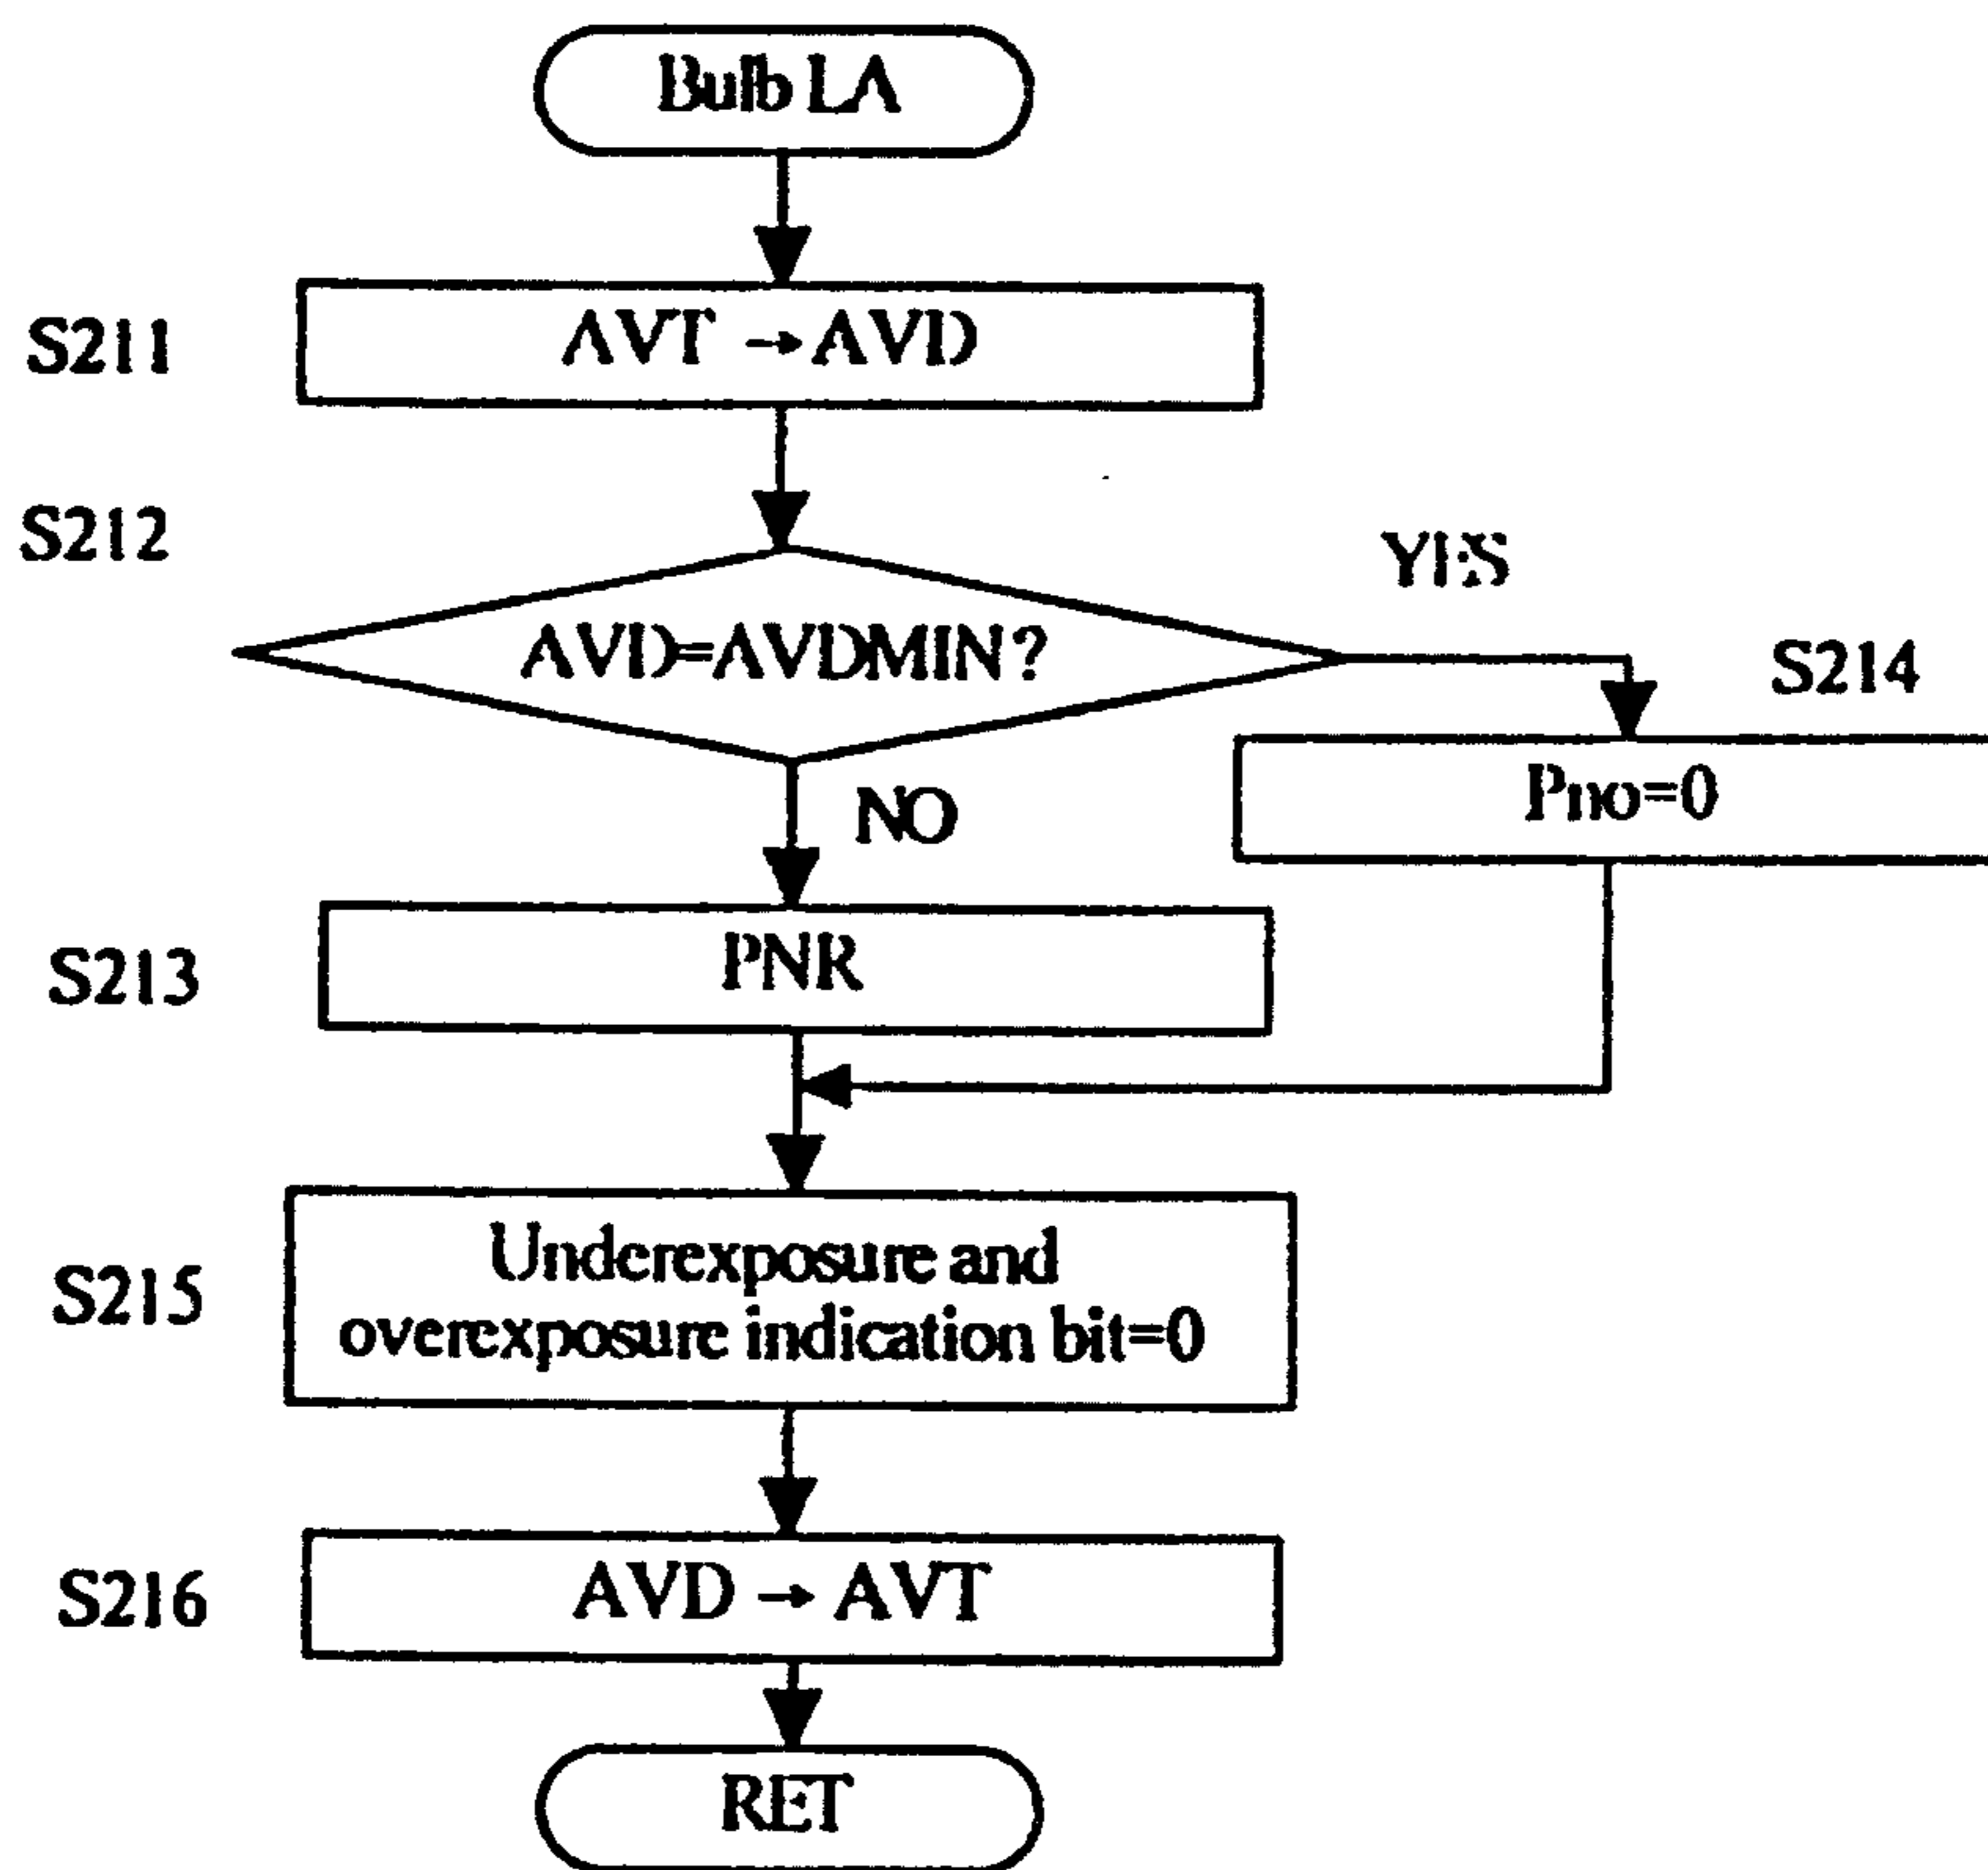 Bulb LA
S211
AVT → AVD
S212
YES
AVD=AVDMIN?
S214
Pno=0
NO
S213
PNR
S215
Underexposure and
overexposure indication bit=0
S216
AVD → AVT
RET